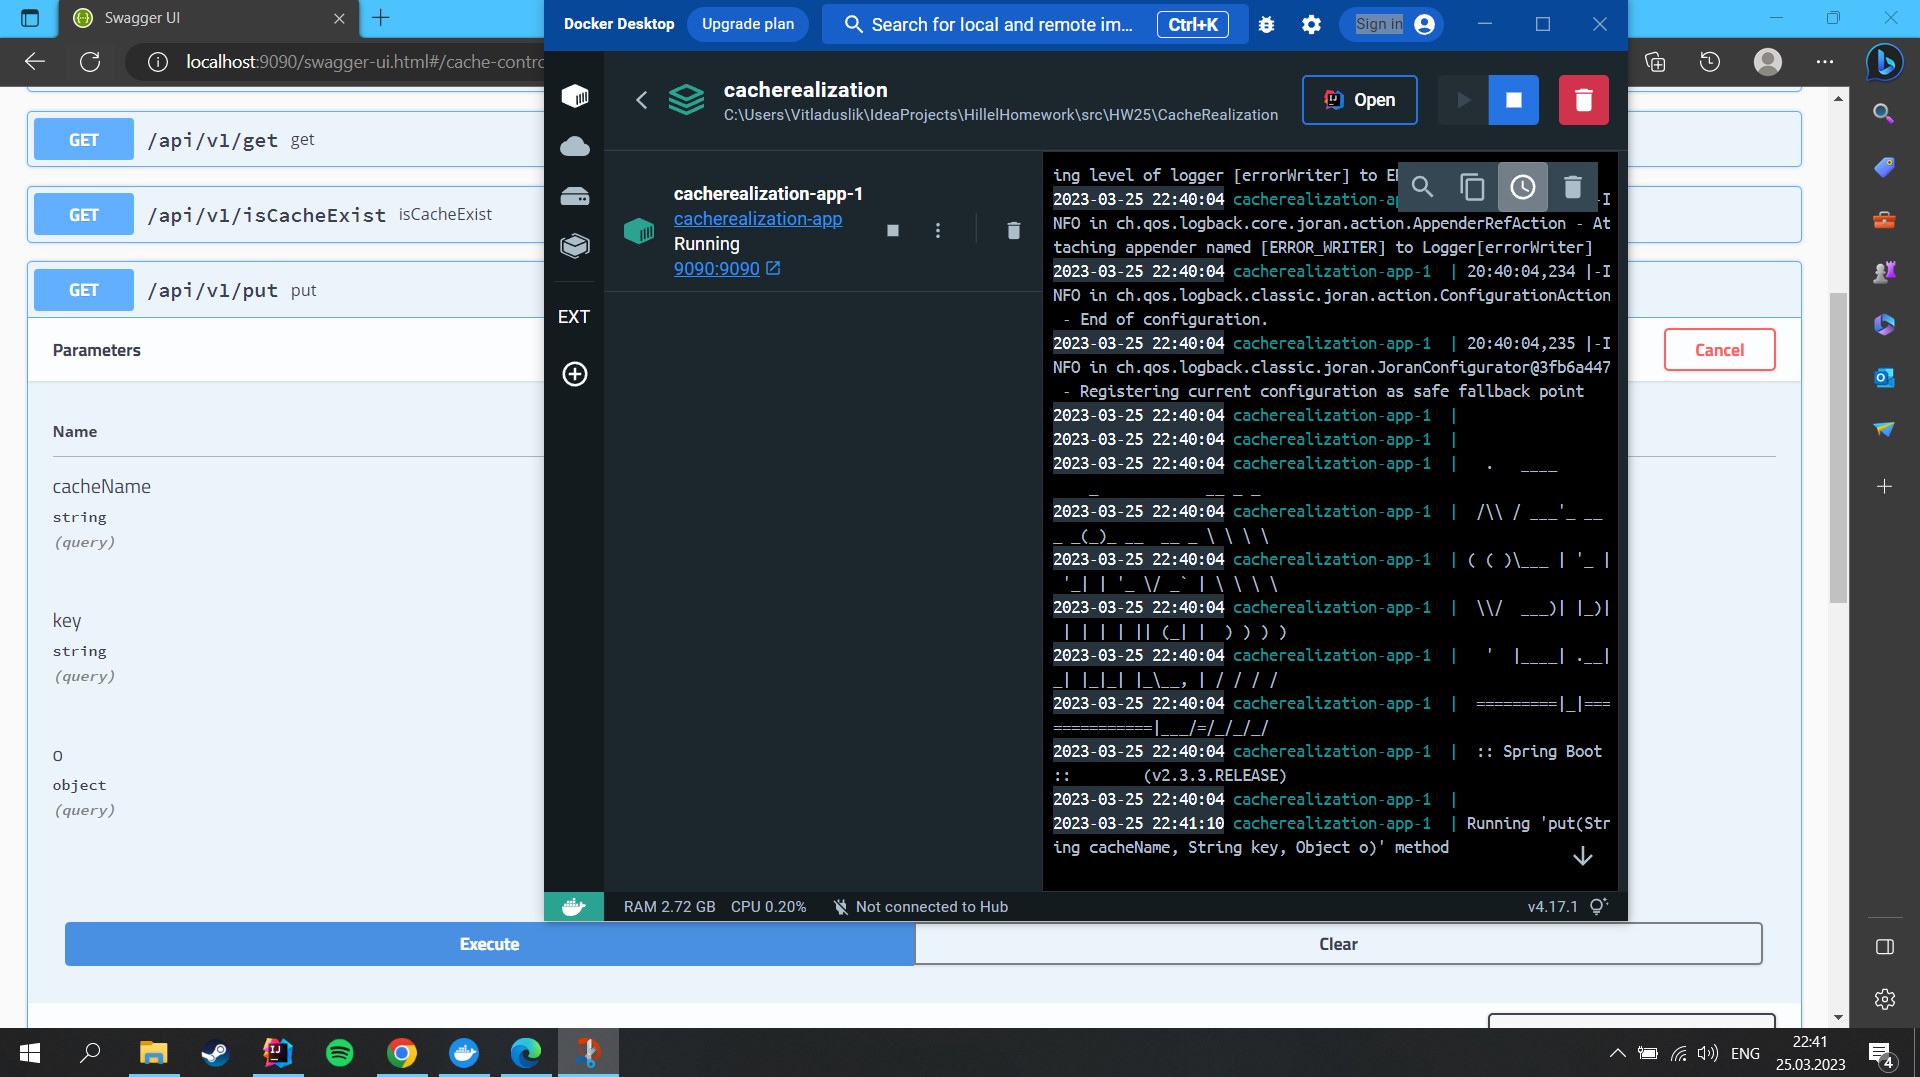 Swagger UI
localhost:9090/swagger-ui.html#/cache-contro
GET /api/v1/get get
GET /api/v1/isCacheExist isCacheExist
GET /api/v1/put put
Parameters
Cancel
Name
cacheName
string
(query)
key
string
(query)
o
object
(query)
Execute
Clear
Docker Desktop
Upgrade plan
Search for local and remote im...
Ctrl+K
Sign in
cacherealization
C:\Users\Vitladuslik\IdeaProjects\HillelHomework\src\HW25\CacheRealization
Open
EXT
cacherealization-app-1
cacherealization-app
Running
9090:9090
ing level of logger [errorWriter] to E
2023-03-25 22:40:04 cacherealization-ap -I
NFO in ch.qos.logback.core.joran.action.AppenderRefAction - At
taching appender named [ERROR_WRITER] to Logger[errorWriter]
2023-03-25 22:40:04 cacherealization-app-1 | 20:40:04,234 |-I
NFO in ch.qos.logback.classic.joran.action.ConfigurationAction
- End of configuration.
2023-03-25 22:40:04 cacherealization-app-1 | 20:40:04,235 |-I
NFO in ch.qos.logback.classic.joran.JoranConfigurator@3fb6a447
- Registering current configuration as safe fallback point
2023-03-25 22:40:04 cacherealization-app-1 |
2023-03-25 22:40:04 cacherealization-app-1 |
2023-03-25 22:40:04 cacherealization-app-1 |   .   ____
    _            __ _ _
2023-03-25 22:40:04 cacherealization-app-1 |  /\\ / ___'_ __
_ _(_)_ __  __ _ \ \ \ \
2023-03-25 22:40:04 cacherealization-app-1 | ( ( )\___ | '_ |
 '_| | '_ \/ _` | \ \ \ \
2023-03-25 22:40:04 cacherealization-app-1 |  \\/  ___)| |_)|
 | | | | | || (_| |  ) ) ) )
2023-03-25 22:40:04 cacherealization-app-1 |   '  |____| .__|
_| |_|_| |_\__, | / / / /
2023-03-25 22:40:04 cacherealization-app-1 |  =========|_|===
===========|___/=/_/_/_/
2023-03-25 22:40:04 cacherealization-app-1 |  :: Spring Boot
::        (v2.3.3.RELEASE)
2023-03-25 22:40:04 cacherealization-app-1 |
2023-03-25 22:41:10 cacherealization-app-1 | Running 'put(Str
ing cacheName, String key, Object o)' method
RAM 2.72 GB CPU 0.20% Not connected to Hub
v4.17.1
ENG
22:41
25.03.2023
4